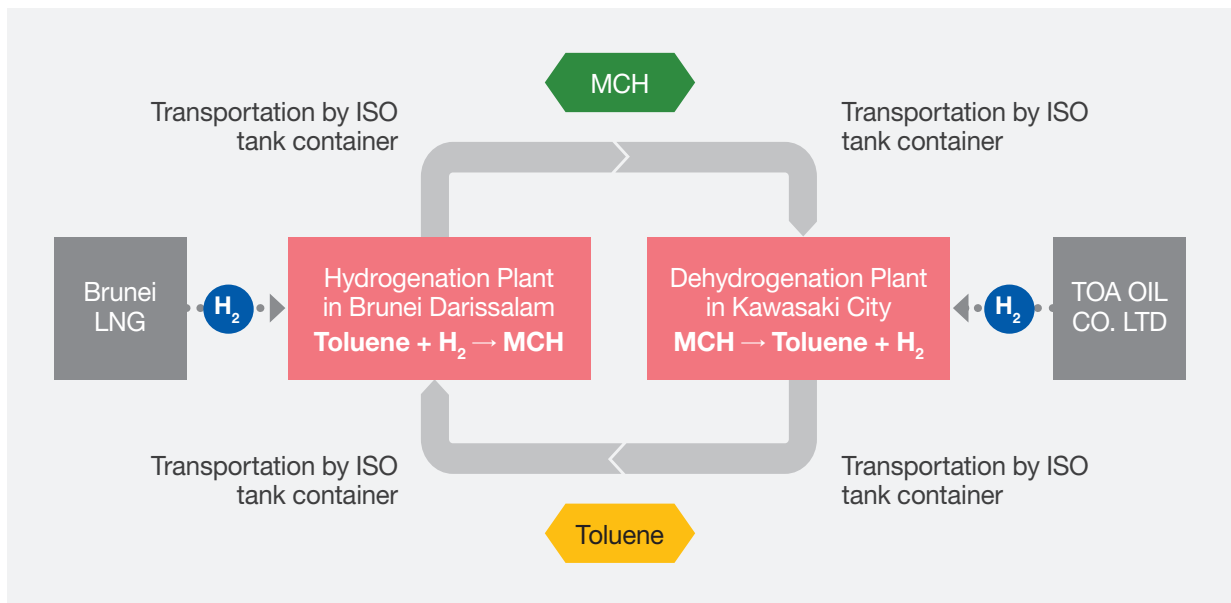 MCH
Transportation by ISO
tank container
Transportation by ISO
tank container
Brunei
LNG
H₂
Hydrogenation Plant
in Brunei Darissalam
Toluene + H₂ → MCH
Dehydrogenation Plant
in Kawasaki City
MCH → Toluene + H₂
H₂
TOA OIL
CO. LTD
Transportation by ISO
tank container
Transportation by ISO
tank container
Toluene